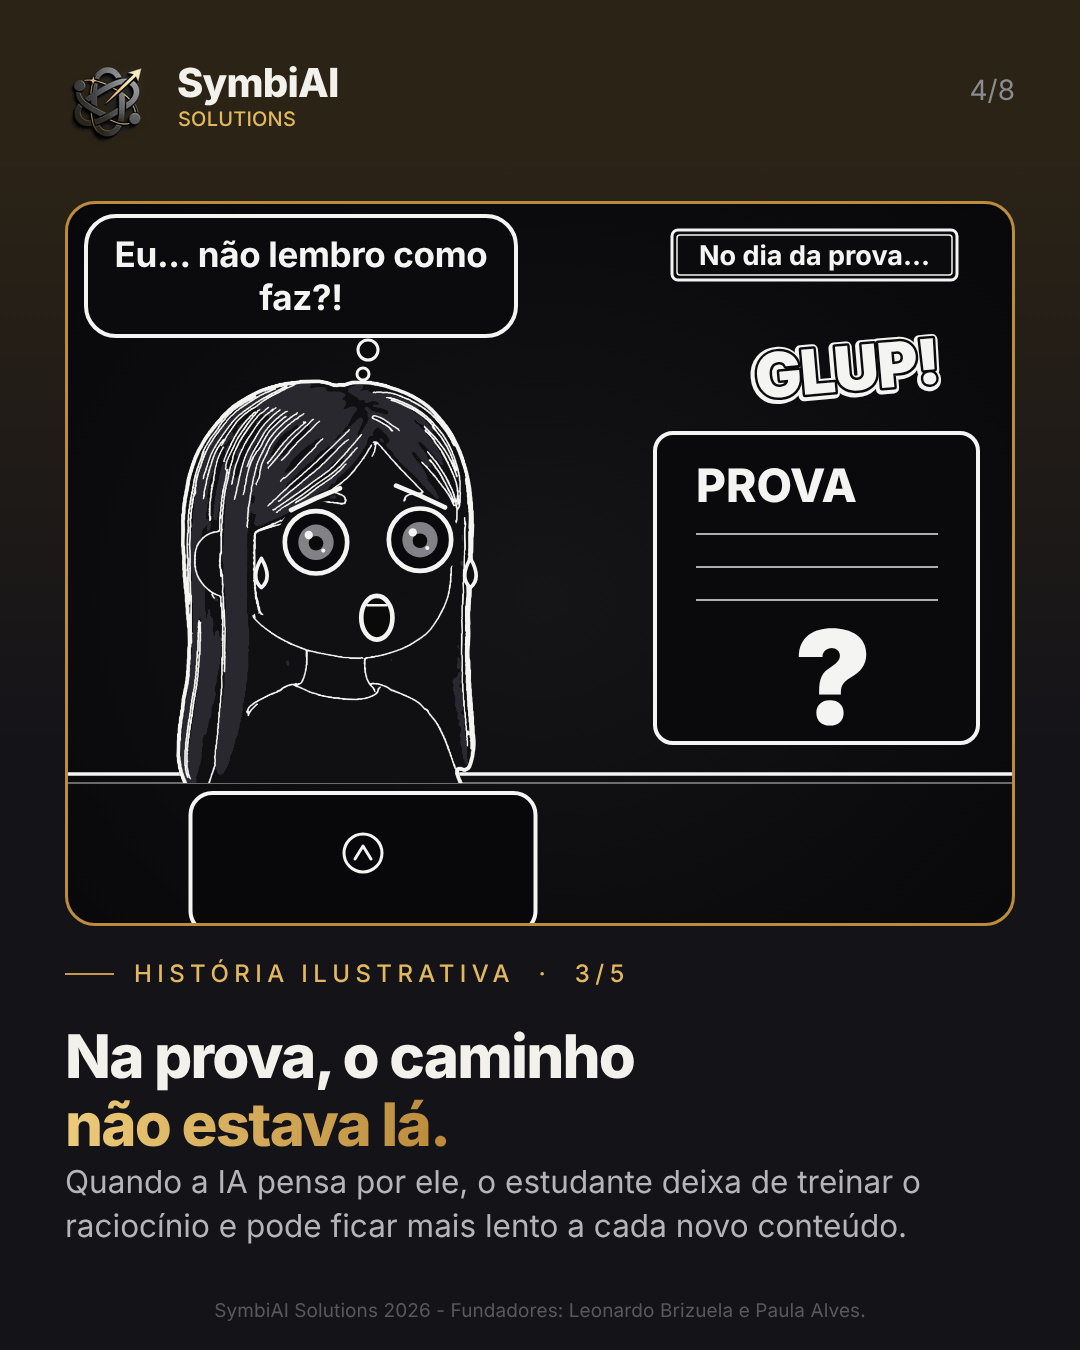 SymbiAI
SOLUTIONS
4/8
Eu... não lembro como
faz?!
No dia da prova...
GLUP!
PROVA
?
HISTÓRIA ILUSTRATIVA · 3/5
Na prova, o caminho
não estava lá.
Quando a IA pensa por ele, o estudante deixa de treinar o
raciocínio e pode ficar mais lento a cada novo conteúdo.
SymbiAI Solutions 2026 - Fundadores: Leonardo Brizuela e Paula Alves.